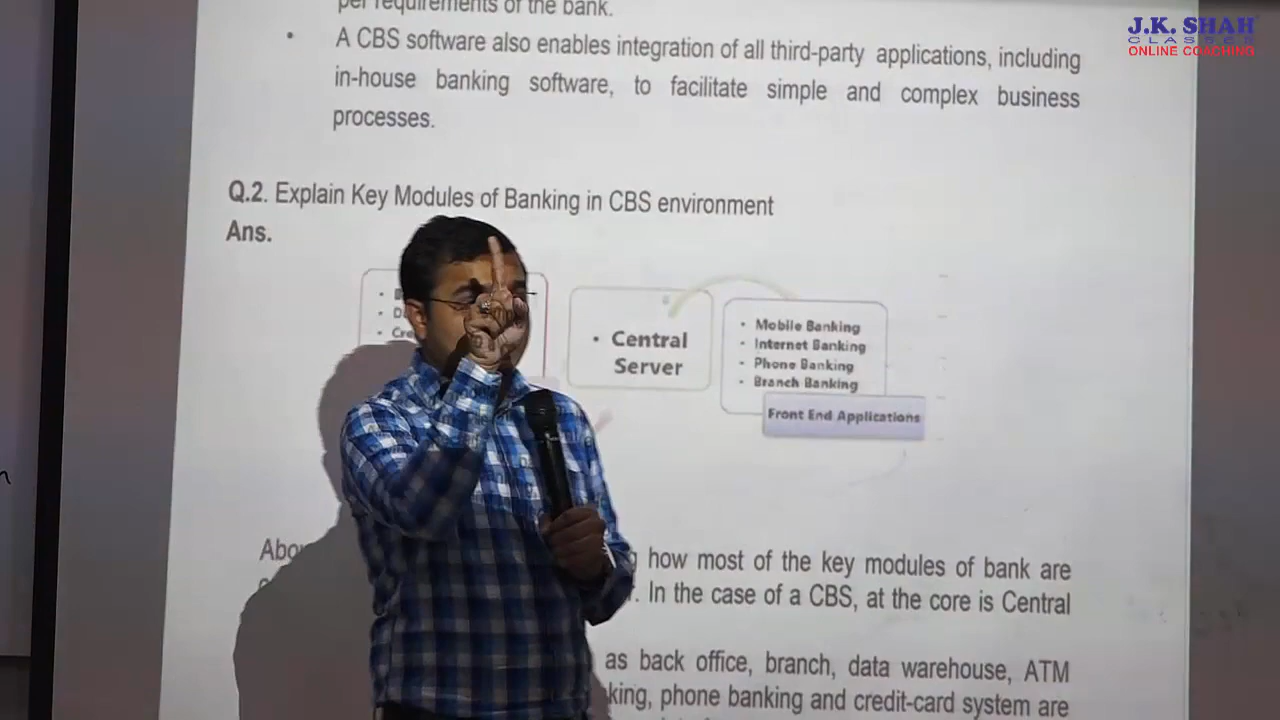 per requirements of the bank.
J.K. SHAH
CLASSES
ONLINE COACHING
• A CBS software also enables integration of all third-party applications, including
in-house banking software, to facilitate simple and complex business
processes.
Q.2. Explain Key Modules of Banking in CBS environment
Ans.
• Central
Server
• Mobile Banking
• Internet Banking
• Phone Banking
• Branch Banking
Front End Applications
how most of the key modules of bank are
In the case of a CBS, at the core is Central
as back office, branch, data warehouse, ATM
phone banking and credit-card system are